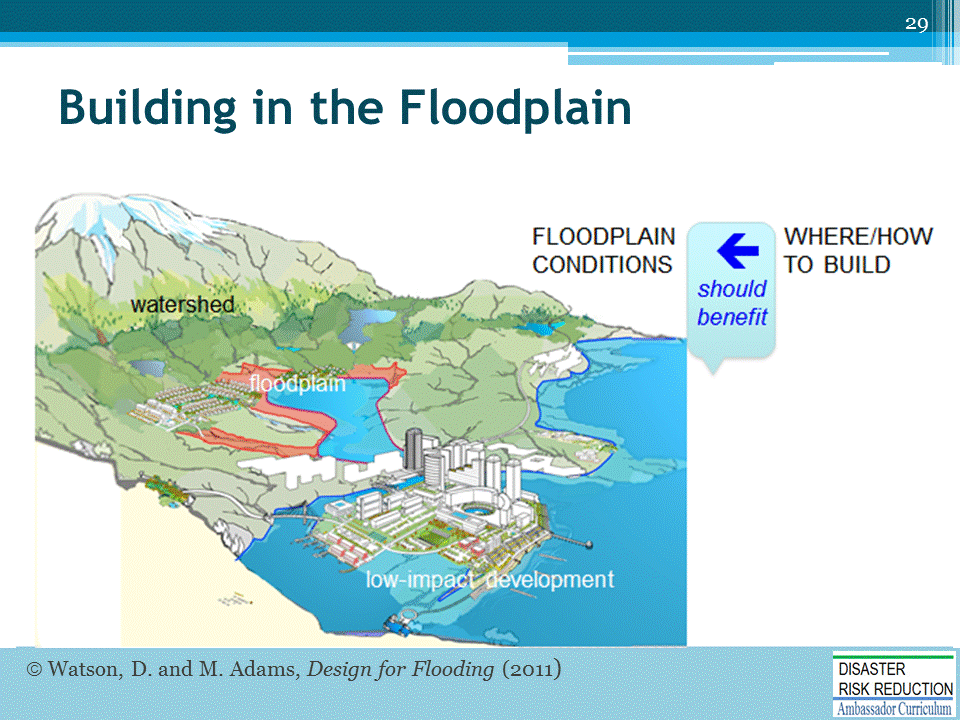 29
Building in the Floodplain
FLOODPLAIN
CONDITIONS
should
benefit
WHERE/HOW
TO BUILD
watershed
floodplain
low-impact development
© Watson, D. and M. Adams, Design for Flooding (2011)
DISASTER
RISK REDUCTION
Ambassador Curriculum